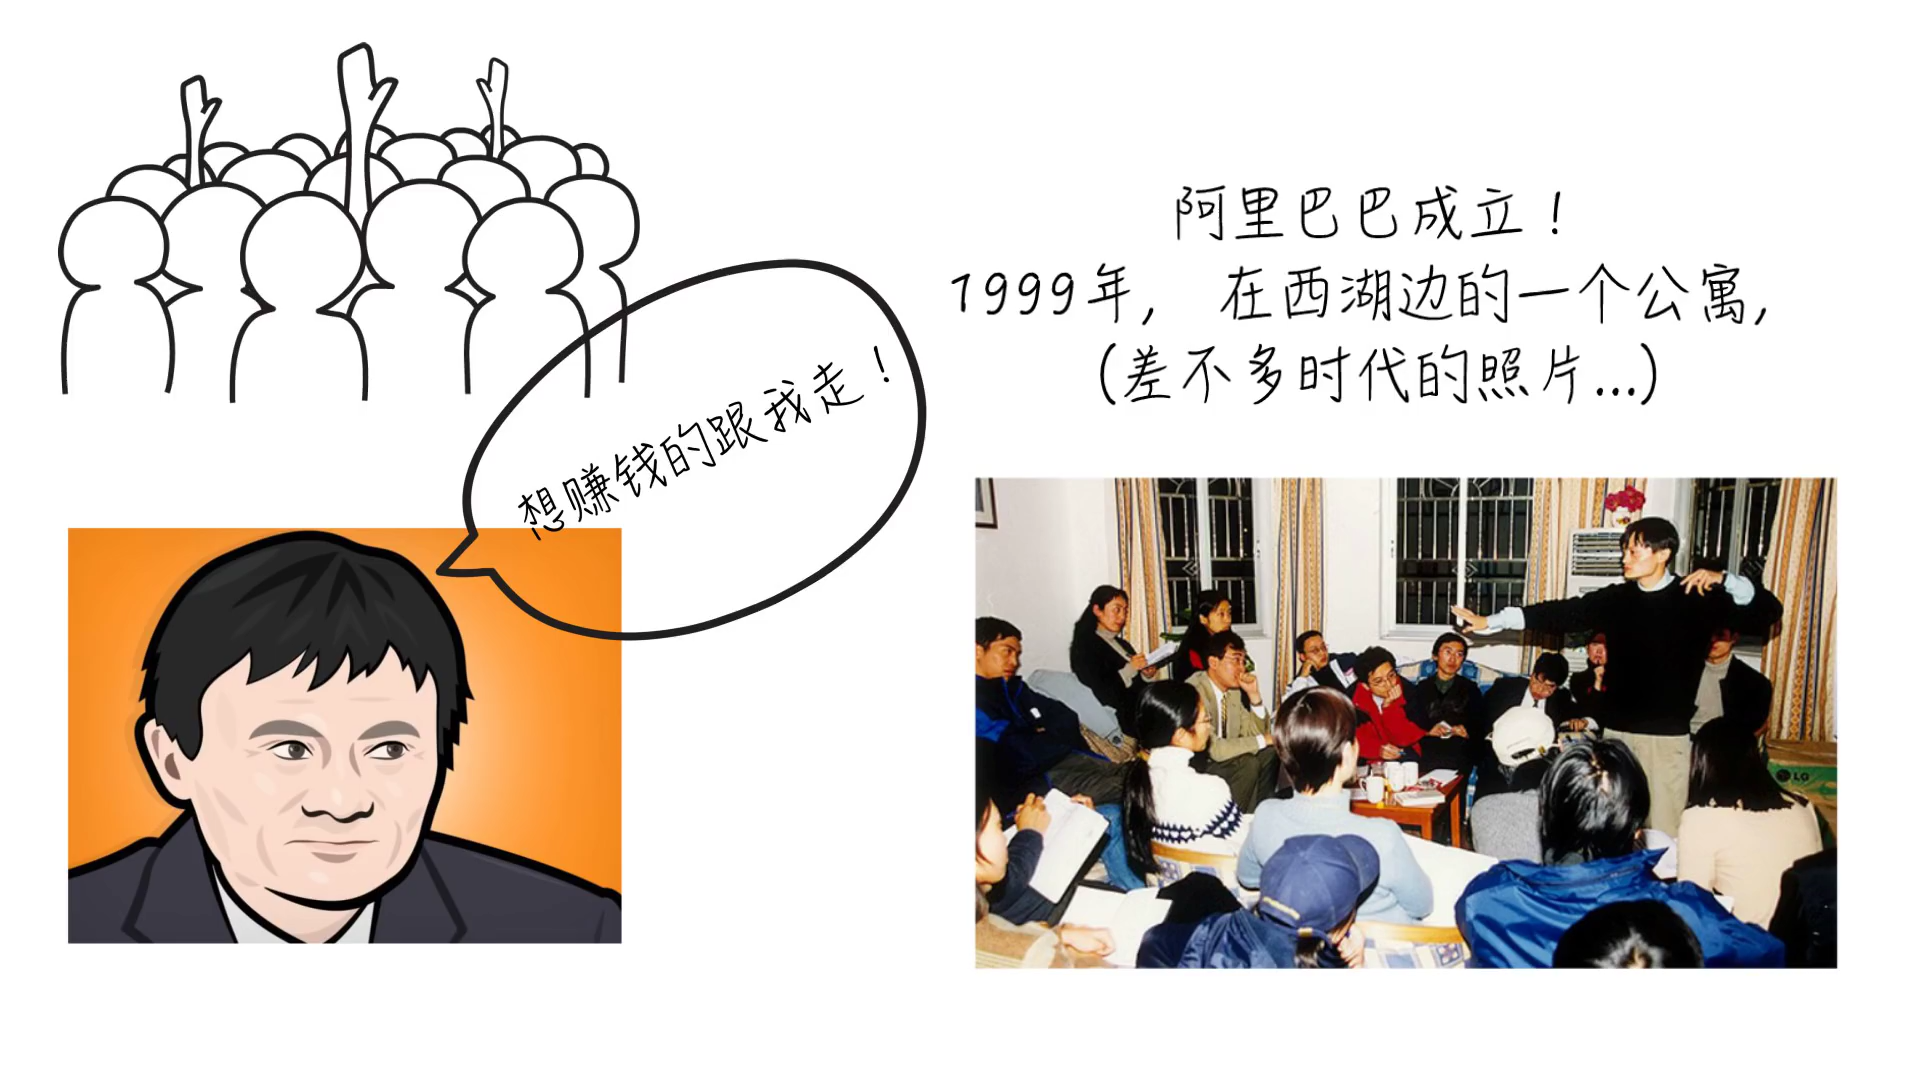 阿里巴巴成立！
1999年， 在西湖边的一个公寓，
（差不多时代的照片...）
想赚钱的跟我走！
LG